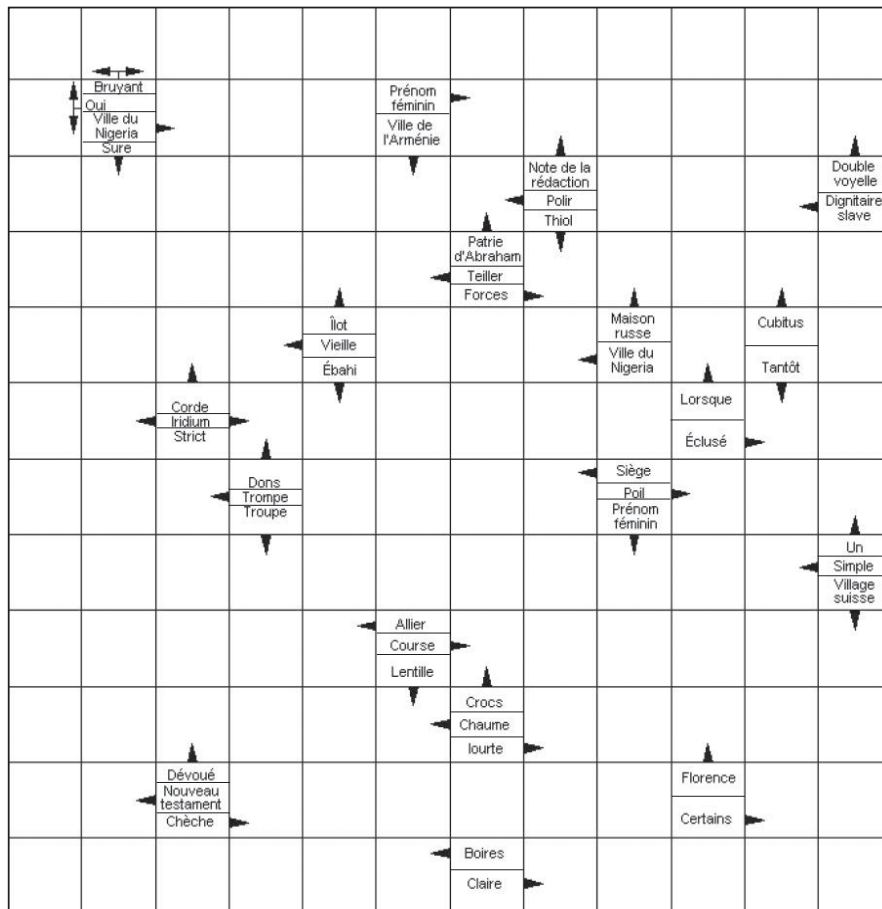 Bruyant
Oui
Ville du
Nigeria
Sure
Prénom
féminin
Ville de
l'Arménie
Note de la
rédaction
Polir
Thiol
Double
voyelle
Dignitaire
slave
Patrie
d'Abraham
Teiller
Forces
Îlot
Vieille
Ébahi
Maison
russe
Ville du
Nigeria
Cubitus
Tantôt
Corde
Iridium
Strict
Lorsque
Éclusé
Dons
Trompe
Troupe
Siège
Poil
Prénom
féminin
Un
Simple
Village
suisse
Allier
Course
Lentille
Crocs
Chaume
Iourte
Dévoué
Nouveau
testament
Chèche
Florence
Certains
Boires
Claire